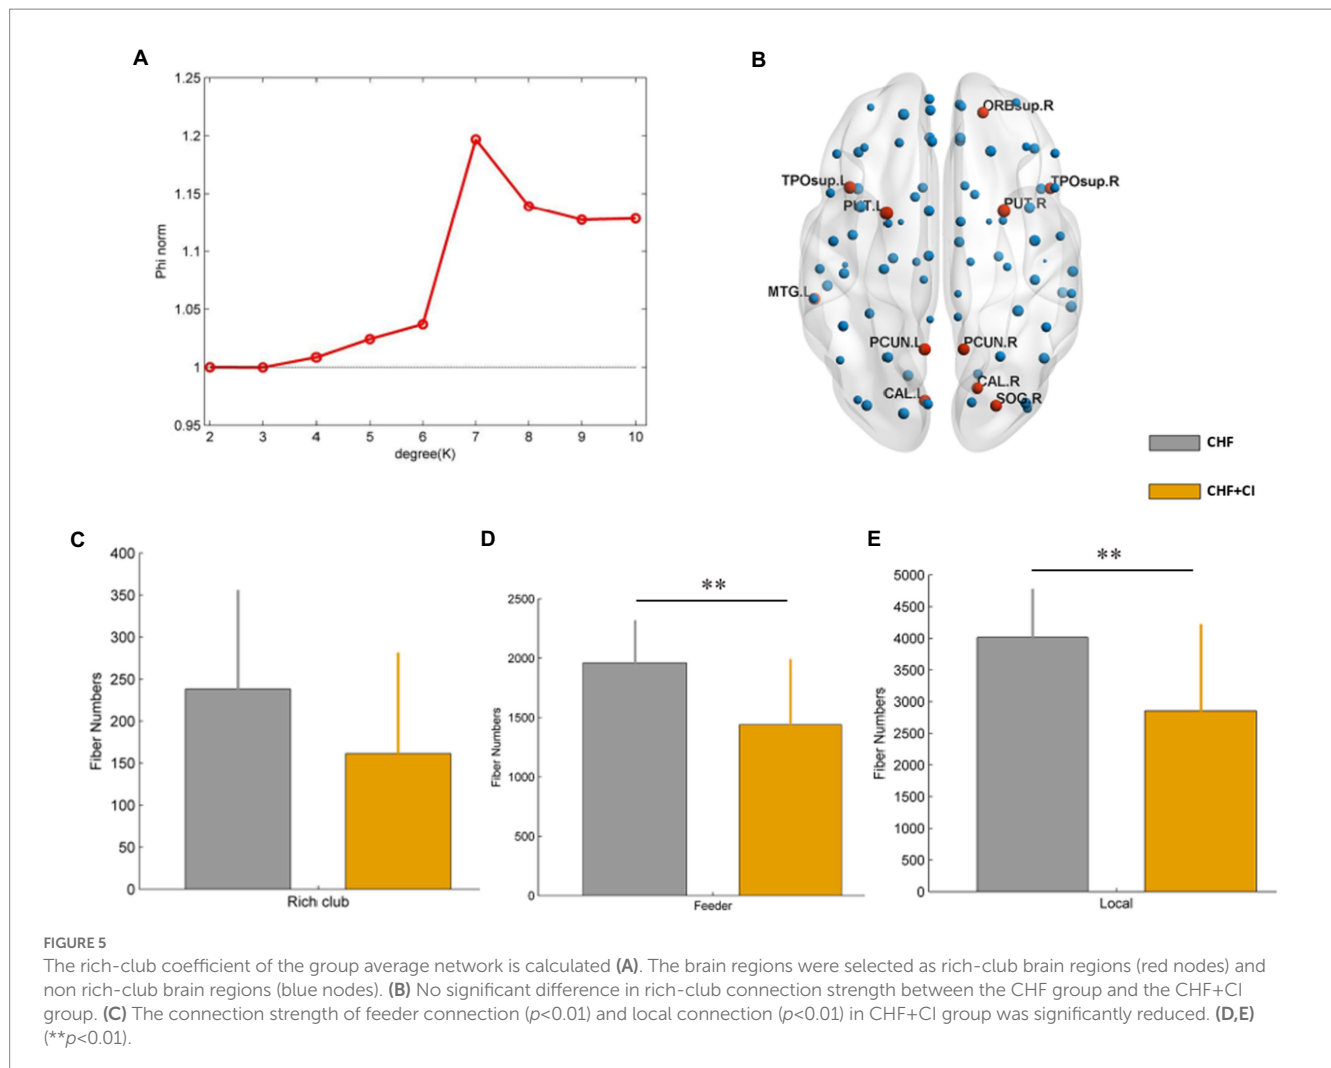 A
1.25
1.2
1.15
1.1
1.05
1
0.95
Phi norm
2 3 4 5 6 7 8 9 10
degree(K)
B
ORBsup.R
TPOsup.L
TPOsup.R
PUT.L
PUT.R
MTG.L
PCUN.L
PCUN.R
CAL.L
CAL.R
SOG.R
CHF
CHF+CI
C
400
350
300
250
200
150
100
50
0
Fiber Numbers
Rich club
D
**
2500
2000
1500
1000
500
0
Fiber Numbers
Feeder
E
**
5000
4500
4000
3500
3000
2500
2000
1500
1000
500
0
Fiber Numbers
Local
FIGURE 5
The rich-club coefficient of the group average network is calculated (A). The brain regions were selected as rich-club brain regions (red nodes) and
non rich-club brain regions (blue nodes). (B) No significant difference in rich-club connection strength between the CHF group and the CHF+CI
group. (C) The connection strength of feeder connection (p<0.01) and local connection (p<0.01) in CHF+CI group was significantly reduced. (D,E)
(**p<0.01).